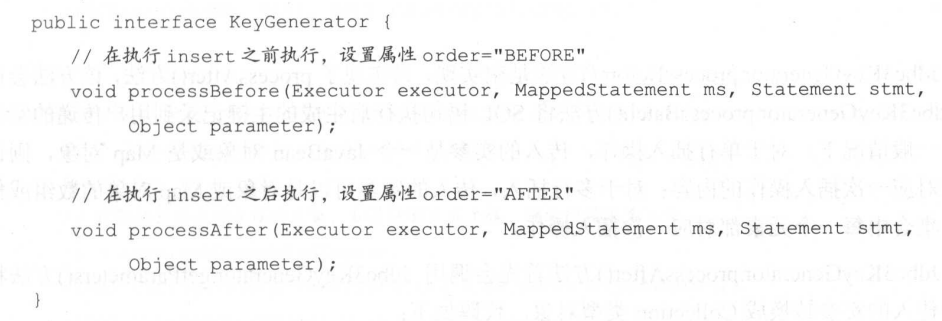 public interface KeyGenerator {
// 在执行 insert 之前执行, 设置属性 order="BEFORE"
void processBefore(Executor executor, MappedStatement ms, Statement stmt,
Object parameter);
// 在执行 insert 之后执行, 设置属性 order="AFTER"
void processAfter(Executor executor, MappedStatement ms, Statement stmt,
Object parameter);
}